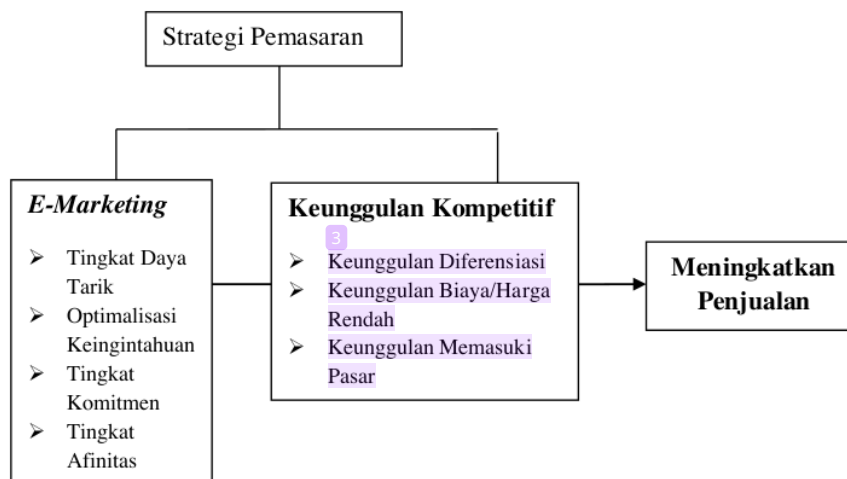 Strategi Pemasaran
E-Marketing
Tingkat Daya
Tarik
Optimalisasi
Keingintahuan
Tingkat
Komitmen
Tingkat
Afinitas
Keunggulan Kompetitif
3
Keunggulan Diferensiasi
Keunggulan Biaya/Harga
Rendah
Keunggulan Memasuki
Pasar
Meningkatkan
Penjualan